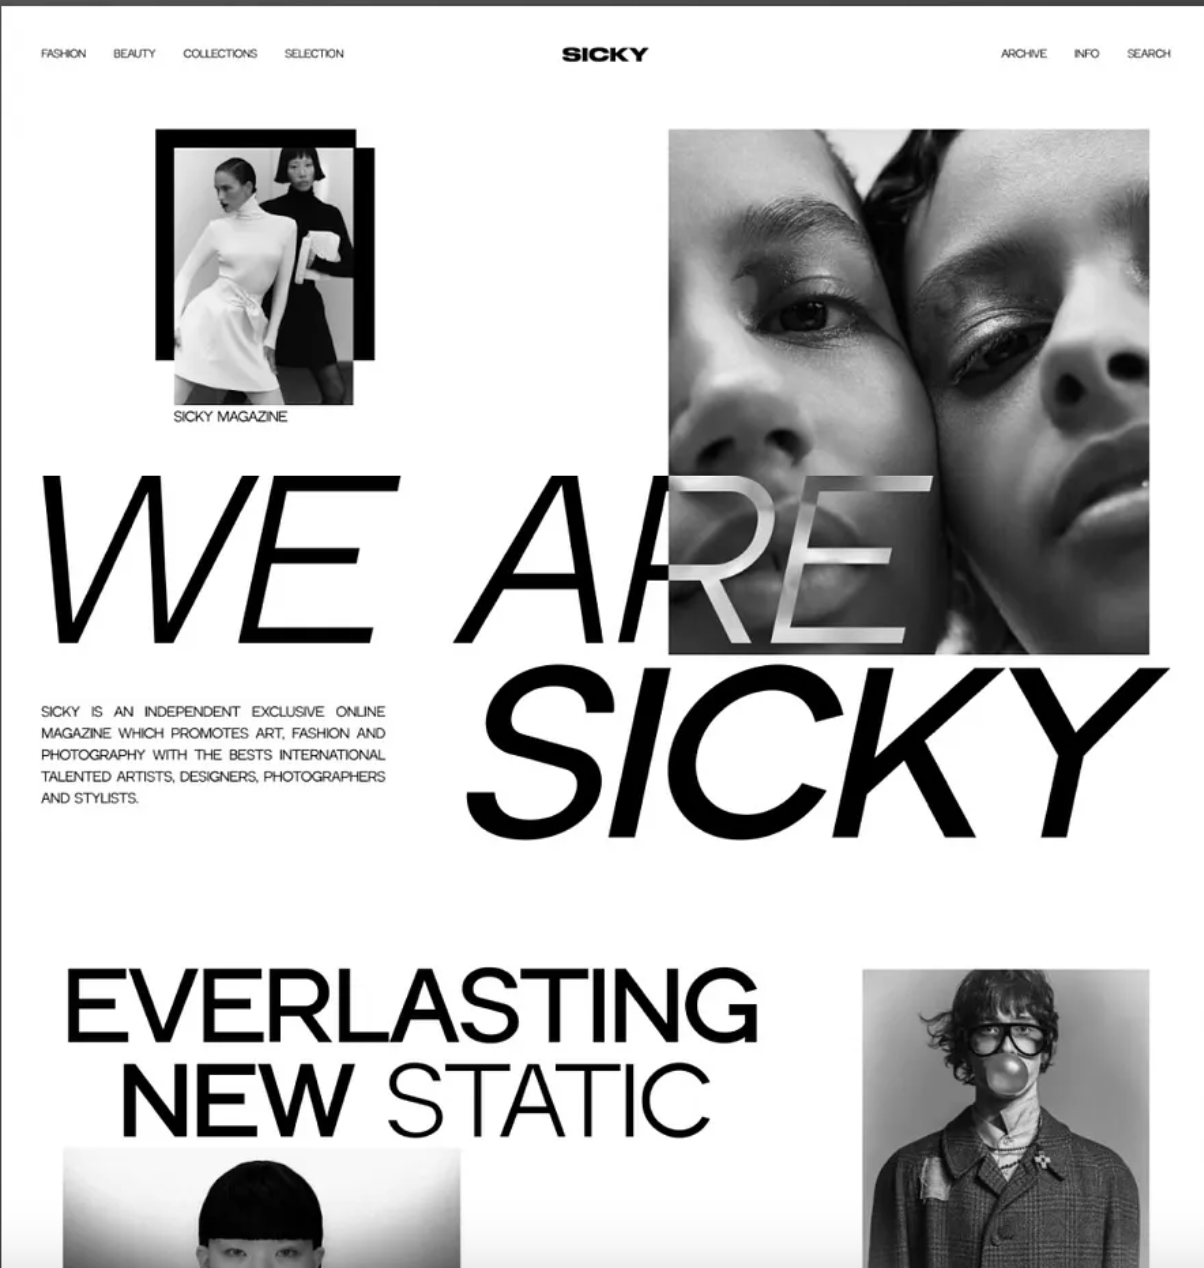 FASHION BEAUTY COLLECTIONS SELECTION SICKY ARCHIVE INFO SEARCH
SICKY MAGAZINE
WE ARE
SICKY
SICKY IS AN INDEPENDENT EXCLUSIVE ONLINE
MAGAZINE WHICH PROMOTES ART, FASHION AND
PHOTOGRAPHY WITH THE BESTS INTERNATIONAL
TALENTED ARTISTS, DESIGNERS, PHOTOGRAPHERS
AND STYLISTS.
EVERLASTING
NEW STATIC